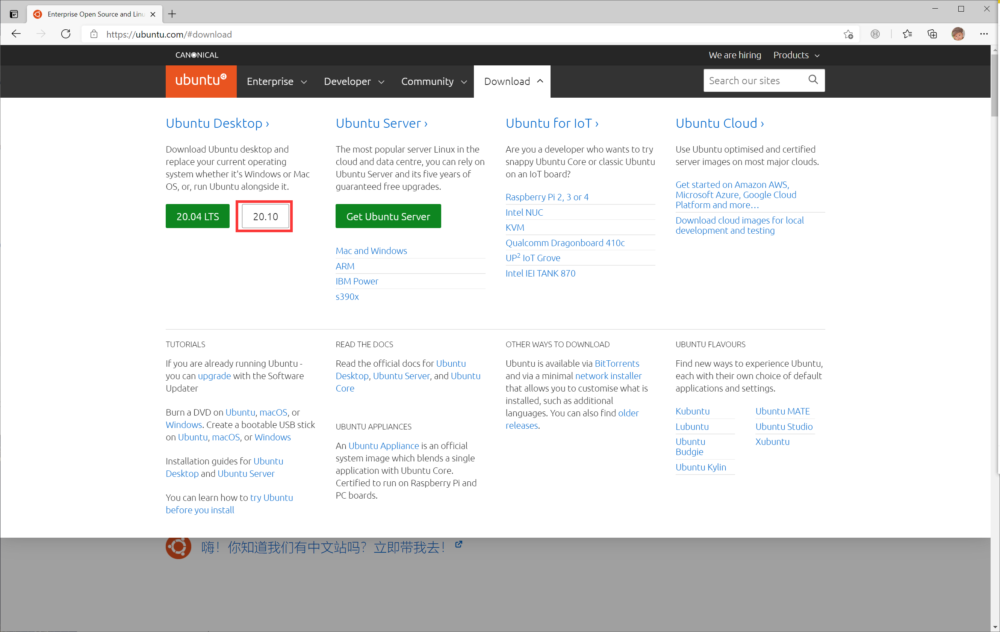 Enterprise Open Source and Linu
https://ubuntu.com/#download
CANONICAL
We are hiring
Products
ubuntu
Enterprise
Developer
Community
Download
Search our sites
Ubuntu Desktop ›
Download Ubuntu desktop and
replace your current operating
system whether it's Windows or Mac
OS, or, run Ubuntu alongside it.
20.04 LTS
20.10
Ubuntu Server ›
The most popular server Linux in the
cloud and data centre, you can rely on
Ubuntu Server and its five years of
guaranteed free upgrades.
Get Ubuntu Server
Mac and Windows
ARM
IBM Power
s390x
Ubuntu for IoT ›
Are you a developer who wants to try
snappy Ubuntu Core or classic Ubuntu
on an IoT board?
Raspberry Pi 2, 3 or 4
Intel NUC
KVM
Qualcomm Dragonboard 410c
UP² IoT Grove
Intel IEI TANK 870
Ubuntu Cloud ›
Use Ubuntu optimised and certified
server images on most major clouds.
Get started on Amazon AWS,
Microsoft Azure, Google Cloud
Platform and more…
Download cloud images for local
development and testing
TUTORIALS
If you are already running Ubuntu -
you can upgrade with the Software
Updater
Burn a DVD on Ubuntu, macOS, or
Windows. Create a bootable USB stick
on Ubuntu, macOS, or Windows
Installation guides for Ubuntu
Desktop and Ubuntu Server
You can learn how to try Ubuntu
before you install
READ THE DOCS
Read the official docs for Ubuntu
Desktop, Ubuntu Server, and Ubuntu
Core
UBUNTU APPLIANCES
An Ubuntu Appliance is an official
system image which blends a single
application with Ubuntu Core.
Certified to run on Raspberry Pi and
PC boards.
OTHER WAYS TO DOWNLOAD
Ubuntu is available via BitTorrents
and via a minimal network installer
that allows you to customise what is
installed, such as additional
languages. You can also find older
releases.
UBUNTU FLAVOURS
Find new ways to experience Ubuntu,
each with their own choice of default
applications and settings.
Kubuntu
Lubuntu
Ubuntu
Budgie
Ubuntu Kylin
Ubuntu MATE
Ubuntu Studio
Xubuntu
嗨！你知道我们有中文站吗？立即带我去！